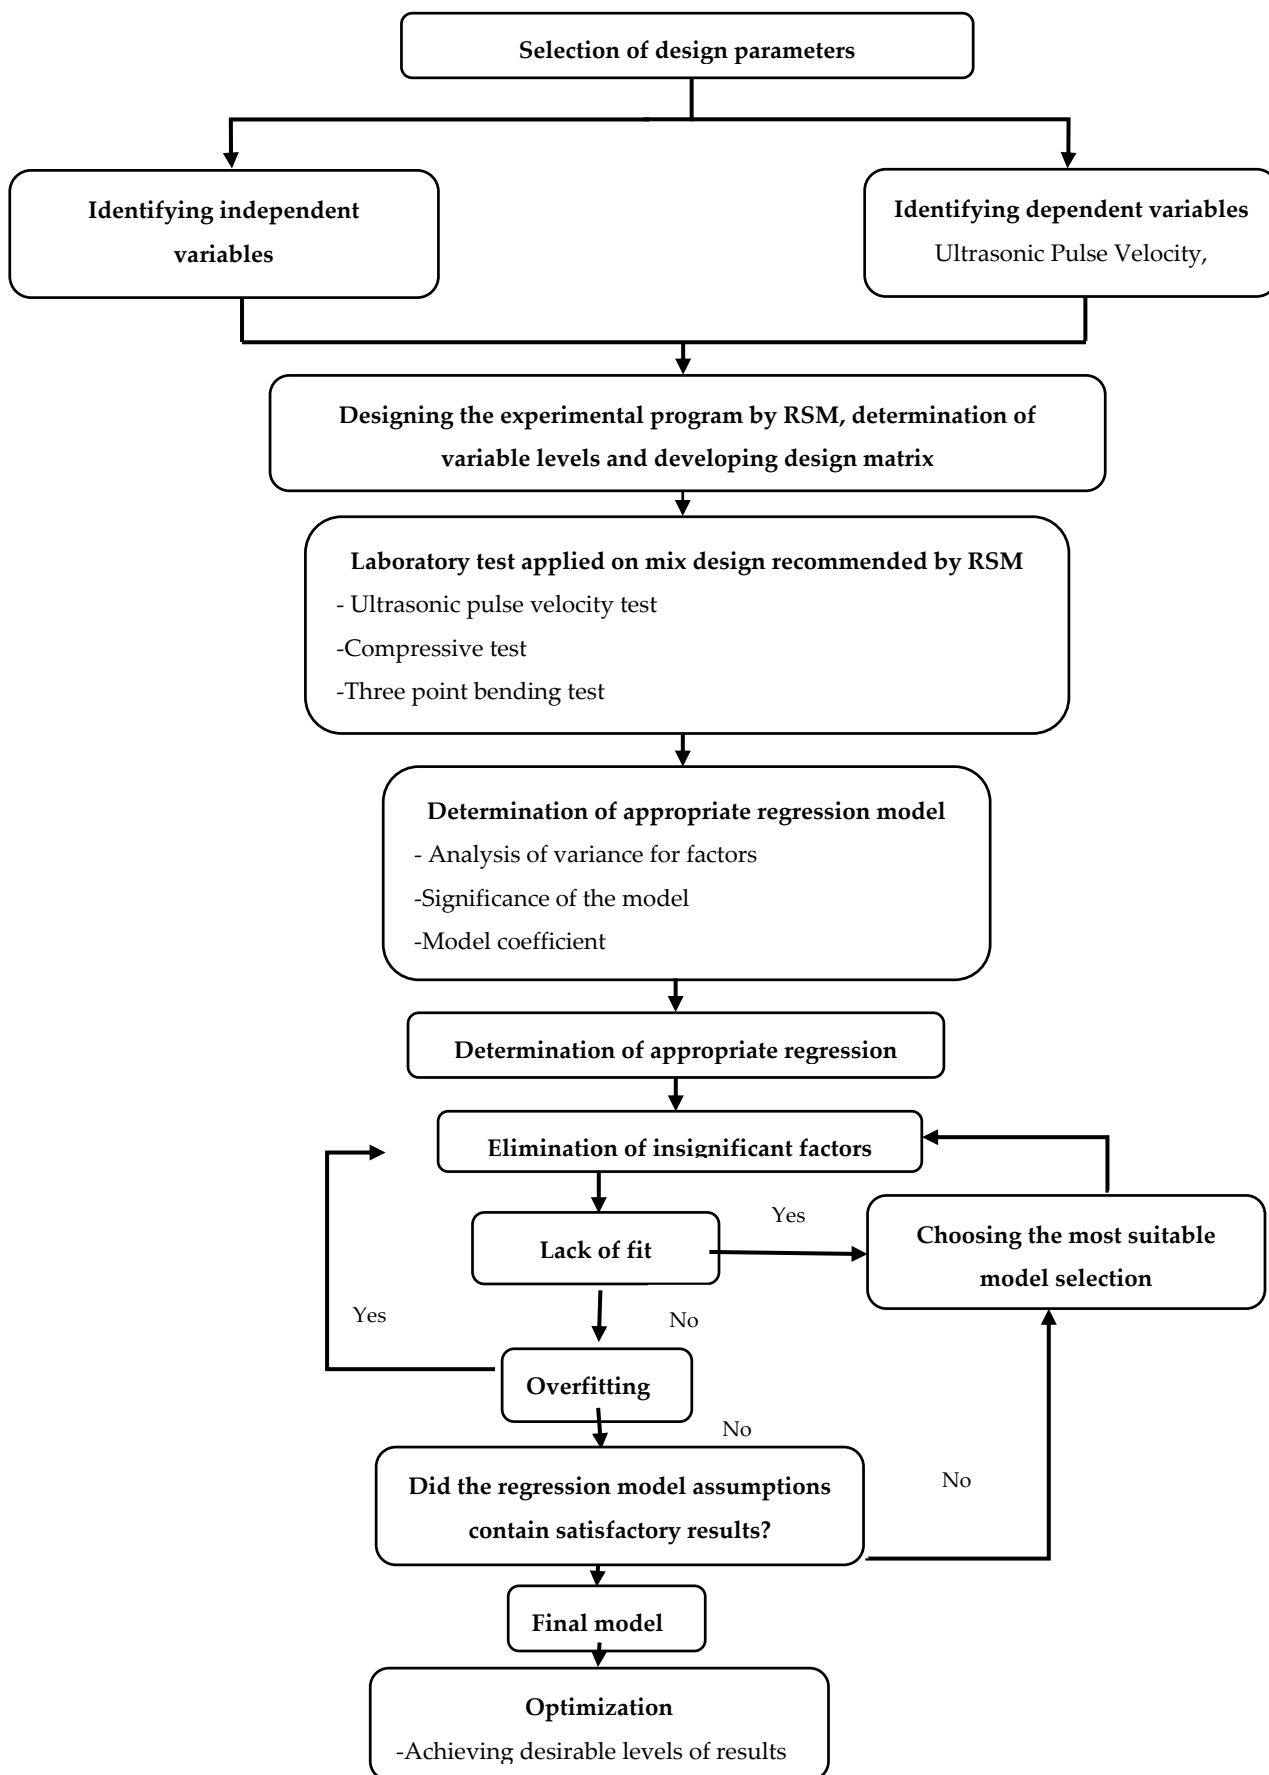 Selection of design parameters
Identifying independent
variables
Identifying dependent variables
Ultrasonic Pulse Velocity,
Designing the experimental program by RSM, determination of
variable levels and developing design matrix
Laboratory test applied on mix design recommended by RSM
- Ultrasonic pulse velocity test
-Compressive test
-Three point bending test
Determination of appropriate regression model
- Analysis of variance for factors
-Significance of the model
-Model coefficient
Determination of appropriate regression
Elimination of insignificant factors
Yes
Lack of fit
Choosing the most suitable
model selection
Yes
No
Overfitting
No
Did the regression model assumptions
contain satisfactory results?
No
Final model
Optimization
-Achieving desirable levels of results